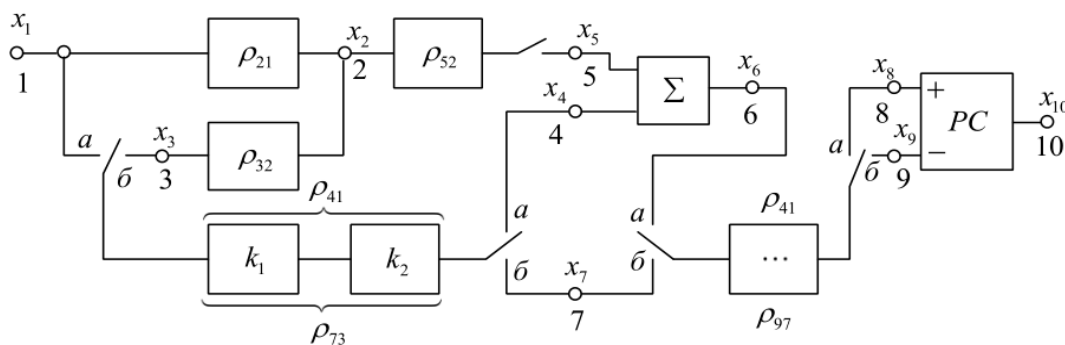 x₁
1
ρ₂₁
x₂
2
ρ₅₂
x₅
5
x₄
4
Σ
x₆
6
x₈
8
x₉
9
+
−
PC
x₁₀
10
а
б
x₃
3
ρ₃₂
ρ₄₁
k₁
k₂
ρ₇₃
а
б
x₇
7
а
б
ρ₄₁
...
ρ₉₇
а
б